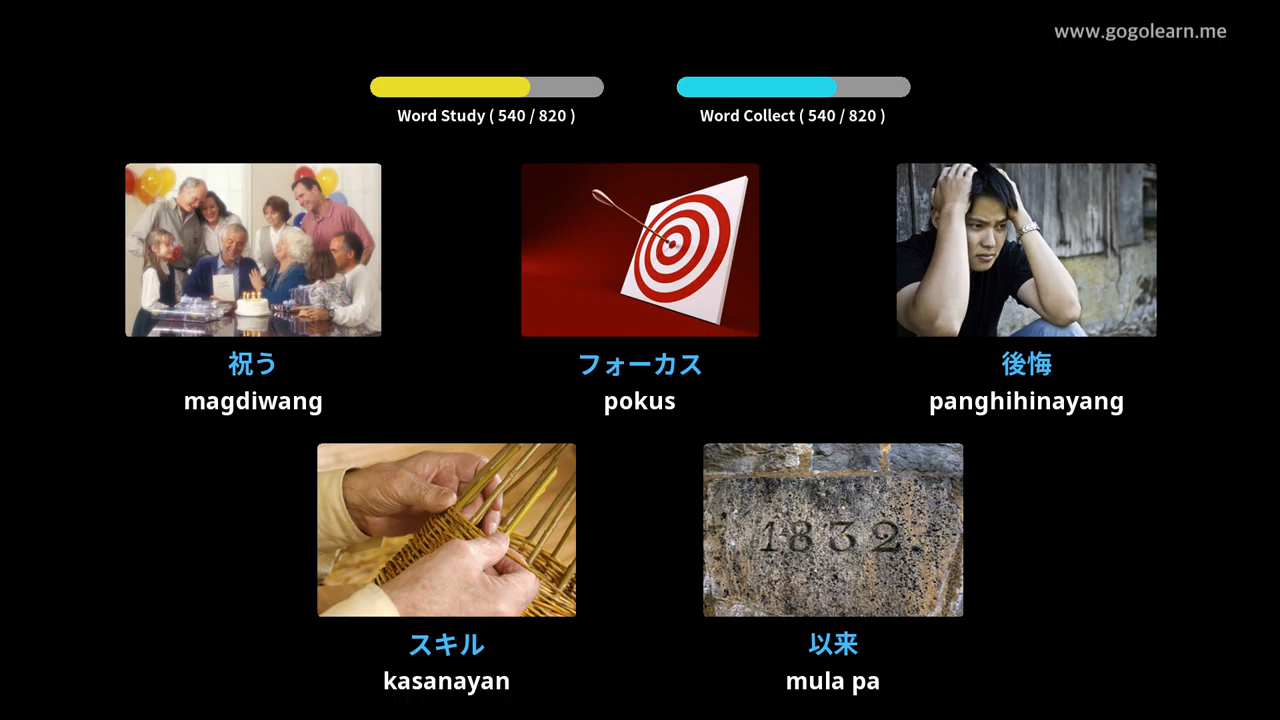 www.gogolearn.me
Word Study ( 540 / 820 )
Word Collect ( 540 / 820 )
祝う
magdiwang
フォーカス
pokus
後悔
panghihinayang
1832.
スキル
kasanayan
以来
mula pa